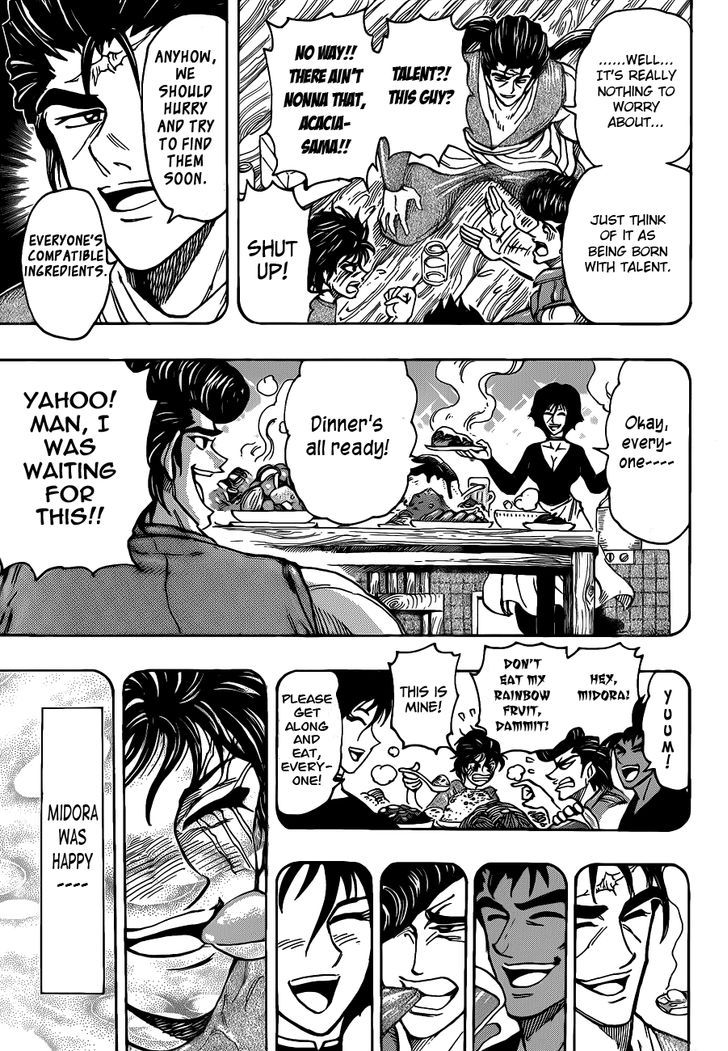 ......WELL...
IT'S REALLY
NOTHING TO
WORRY
ABOUT...
JUST THINK
OF IT AS
BEING BORN
WITH TALENT.
TALENT?!
THIS GUY?
NO WAY!!
THERE AIN'T
NONNA THAT,
ACACIA-
SAMA!!
SHUT
UP!
ANYHOW,
WE
SHOULD
HURRY
AND TRY
TO FIND
THEM
SOON.
EVERYONE'S
COMPATIBLE
INGREDIENTS.
Okay,
every-
one----
Dinner's
all ready!
YAHOO!
MAN, I
WAS
WAITING
FOR
THIS!!
YUUM!
HEY,
MIDORA!
DON'T
EAT MY
RAINBOW
FRUIT,
DAMMIT!
THIS IS
MINE!
PLEASE
GET
ALONG
AND
EAT,
EVERY-
ONE!
MIDORA
WAS
HAPPY
----